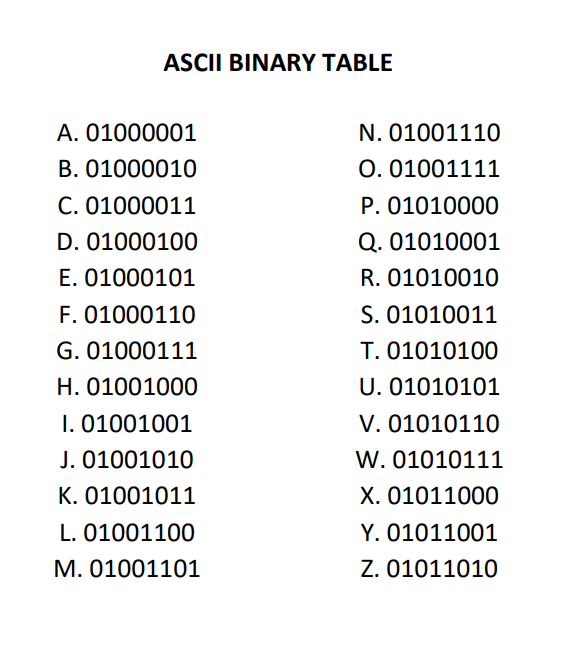 ASCII BINARY TABLE
A. 01000001
B. 01000010
C. 01000011
D. 01000100
E. 01000101
F. 01000110
G. 01000111
H. 01001000
I. 01001001
J. 01001010
K. 01001011
L. 01001100
M. 01001101
N. 01001110
O. 01001111
P. 01010000
Q. 01010001
R. 01010010
S. 01010011
T. 01010100
U. 01010101
V. 01010110
W. 01010111
X. 01011000
Y. 01011001
Z. 01011010